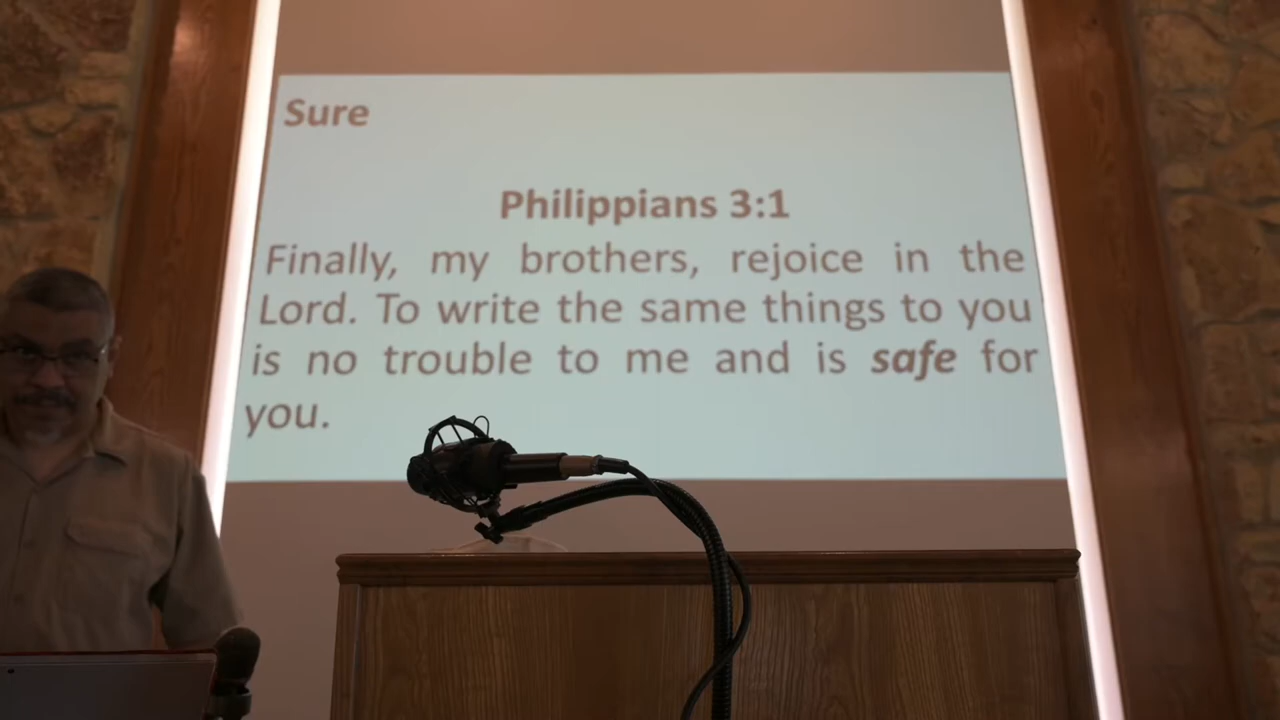 Sure
Philippians 3:1
Finally, my brothers, rejoice in the
Lord. To write the same things to you
is no trouble to me and is safe for
you.